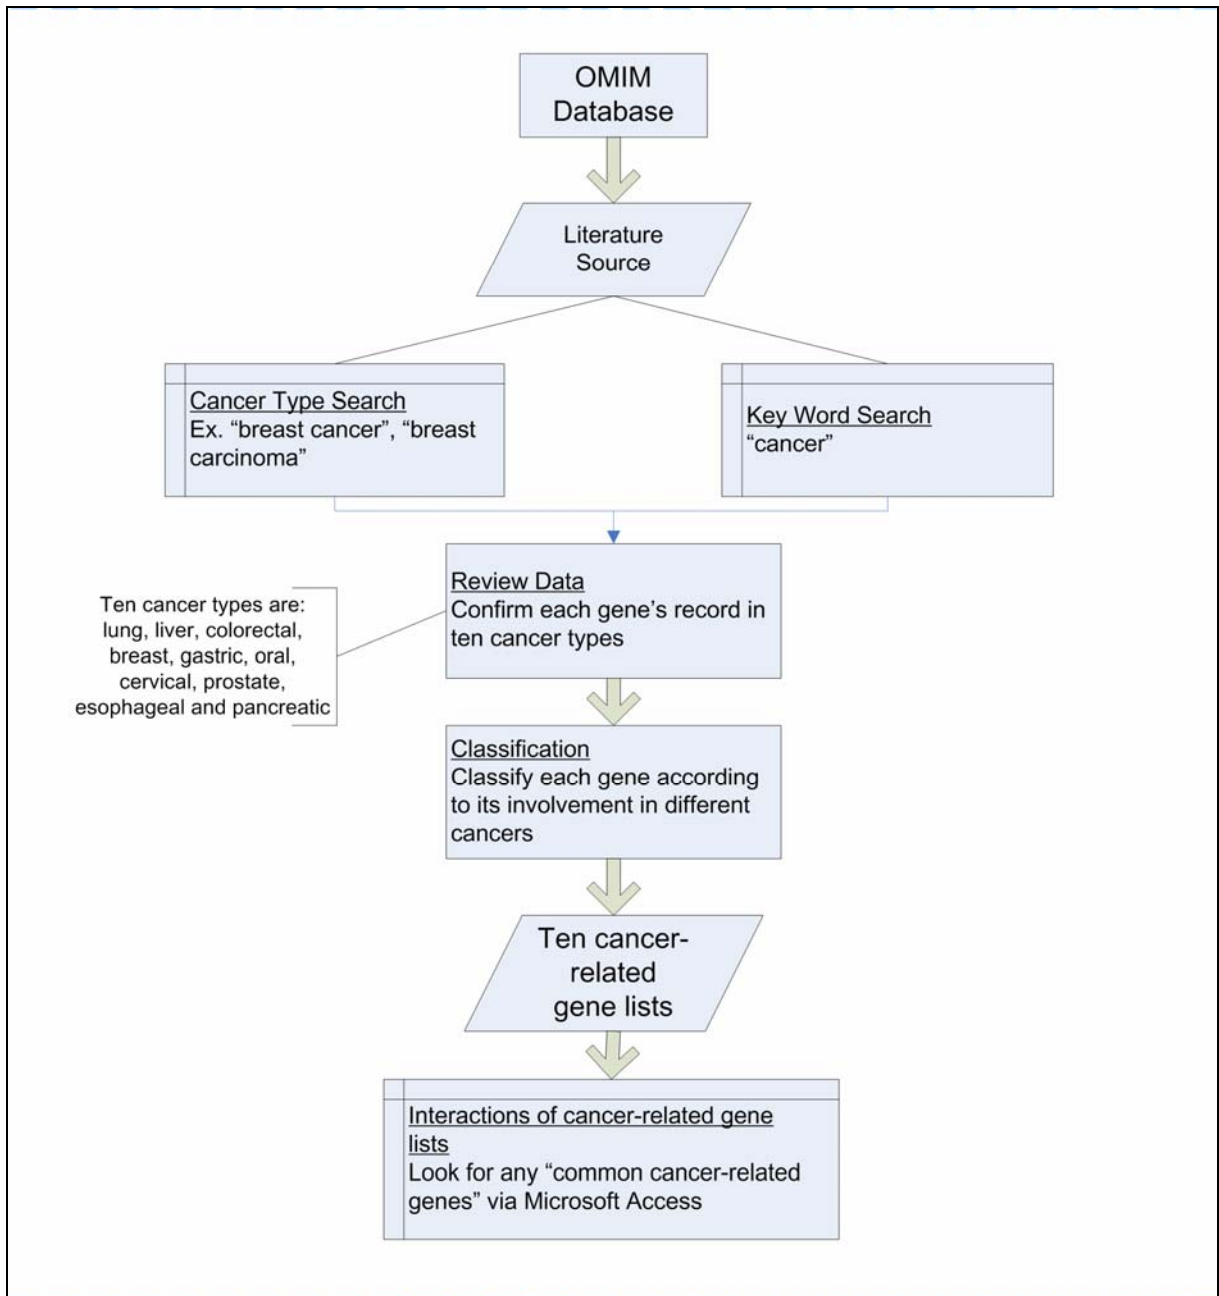 OMIM
Database
Literature
Source
Cancer Type Search
Ex. “breast cancer”, “breast
carcinoma”
Key Word Search
“cancer”
Review Data
Confirm each gene’s record in
ten cancer types
Ten cancer types are:
lung, liver, colorectal,
breast, gastric, oral,
cervical, prostate,
esophageal and pancreatic
Classification
Classify each gene according
to its involvement in different
cancers
Ten cancer-
related
gene lists
Interactions of cancer-related gene
lists
Look for any “common cancer-related
genes” via Microsoft Access